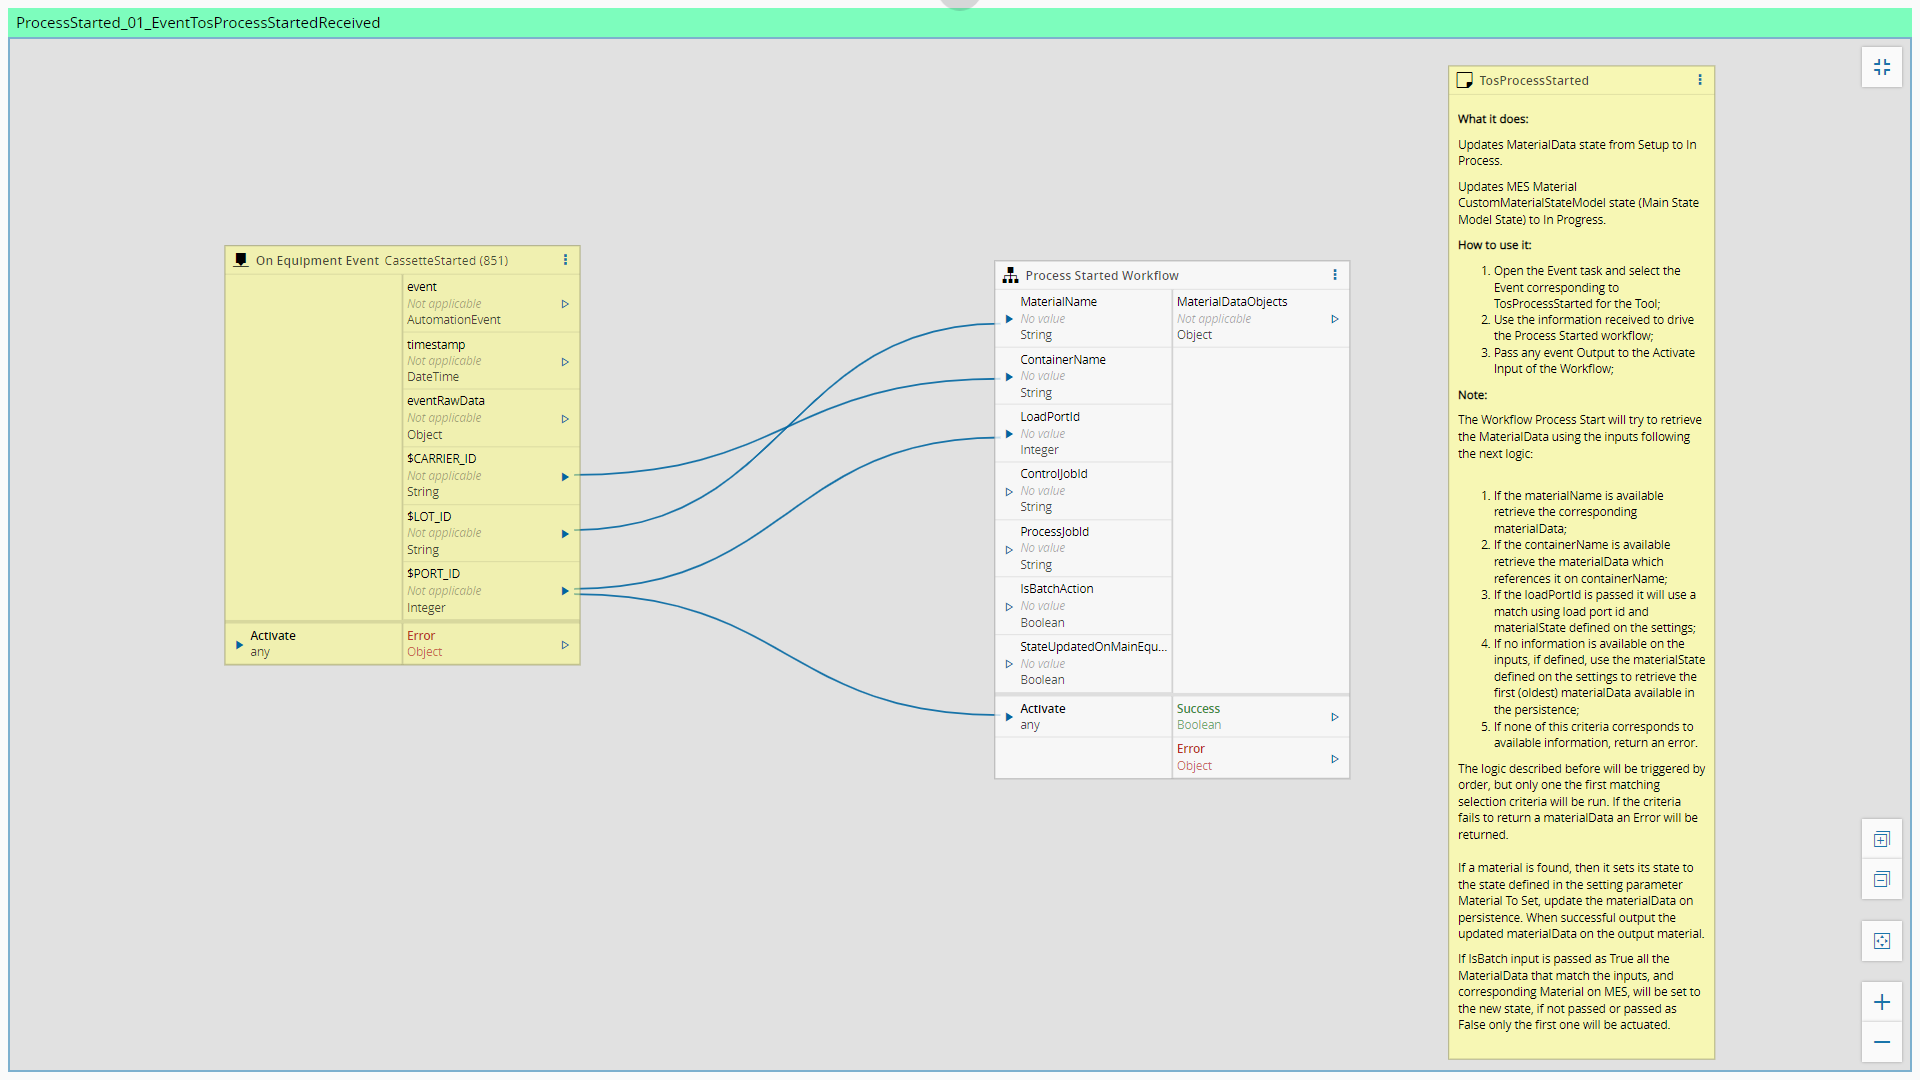 ProcessStarted_01_EventTosProcessStartedReceived
On Equipment Event CassetteStarted (851)
event
Not applicable
AutomationEvent
timestamp
Not applicable
DateTime
eventRawData
Not applicable
Object
$CARRIER_ID
Not applicable
String
$LOT_ID
Not applicable
String
$PORT_ID
Not applicable
Integer
Activate
any
Error
Object
Process Started Workflow
MaterialName
No value
String
ContainerName
No value
String
LoadPortId
No value
Integer
ControlJobId
No value
String
ProcessJobId
No value
String
IsBatchAction
No value
Boolean
StateUpdatedOnMainEqu...
No value
Boolean
MaterialDataObjects
Not applicable
Object
Activate
any
Success
Boolean
Error
Object
TosProcessStarted
What it does:
Updates MaterialData state from Setup to In
Process.
Updates MES Material
CustomMaterialStateModel state (Main State
Model State) to In Progress.
How to use it:
1. Open the Event task and select the
Event corresponding to
TosProcessStarted for the Tool;
2. Use the information received to drive
the Process Started workflow;
3. Pass any event Output to the Activate
Input of the Workflow;
Note:
The Workflow Process Start will try to retrieve
the MaterialData using the inputs following
the next logic:
1. If the materialName is available
retrieve the corresponding
materialData;
2. If the containerName is available
retrieve the materialData which
references it on containerName;
3. If the loadPortId is passed it will use a
match using load port id and
materialState defined on the settings;
4. If no information is available on the
inputs, if defined, use the materialState
defined on the settings to retrieve the
first (oldest) materialData available in
the persistence;
5. If none of this criteria corresponds to
available information, return an error.
The logic described before will be triggered by
order, but only one the first matching
selection criteria will be run. If the criteria
fails to return a materialData an Error will be
returned.
If a material is found, then it sets its state to
the state defined in the setting parameter
Material To Set, update the materialData on
persistence. When successful output the
updated materialData on the output material.
If IsBatch input is passed as True all the
MaterialData that match the inputs, and
corresponding Material on MES, will be set to
the new state, if not passed or passed as
False only the first one will be actuated.